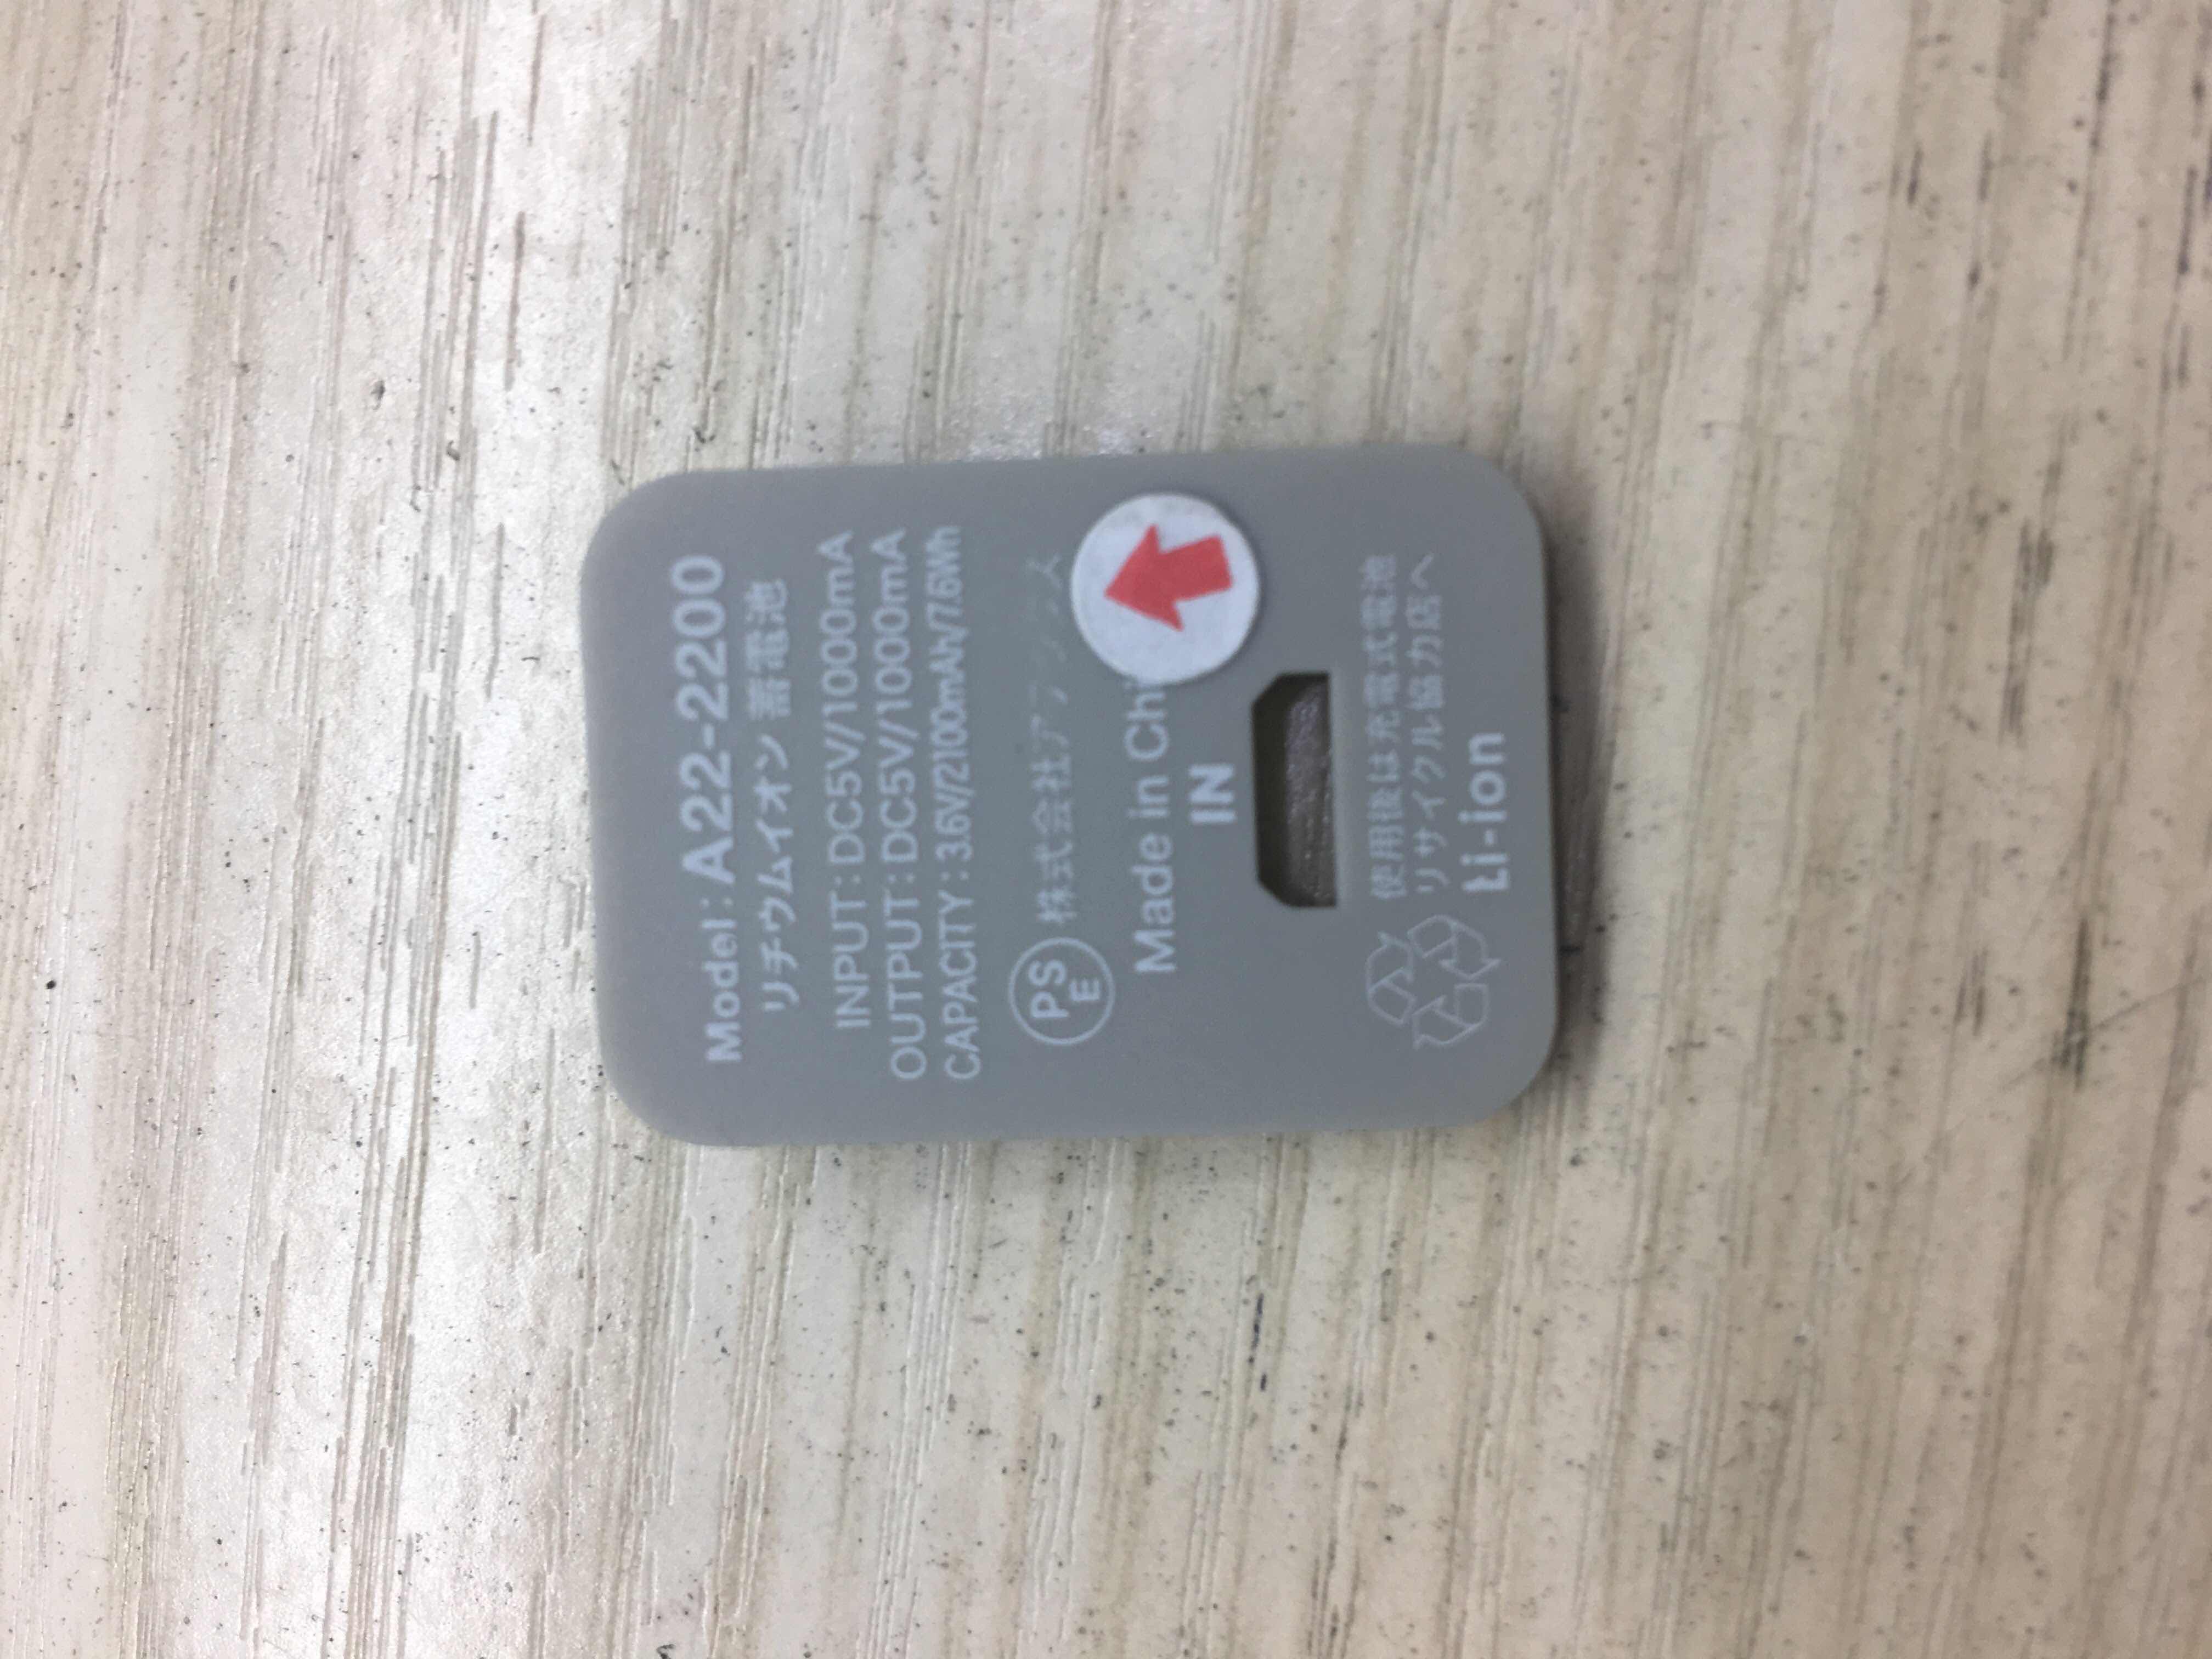 Model: A22-2200
リチウムイオン 蓄電池
INPUT: DC5V/1000mA
OUTPUT: DC5V/1000mA
CAPACITY: 3.6V/2100mAh/7.6Wh
PSE 株式会社
Made in Chi
IN
使用後は充電式電池
リサイクル協力店へ
Li-ion